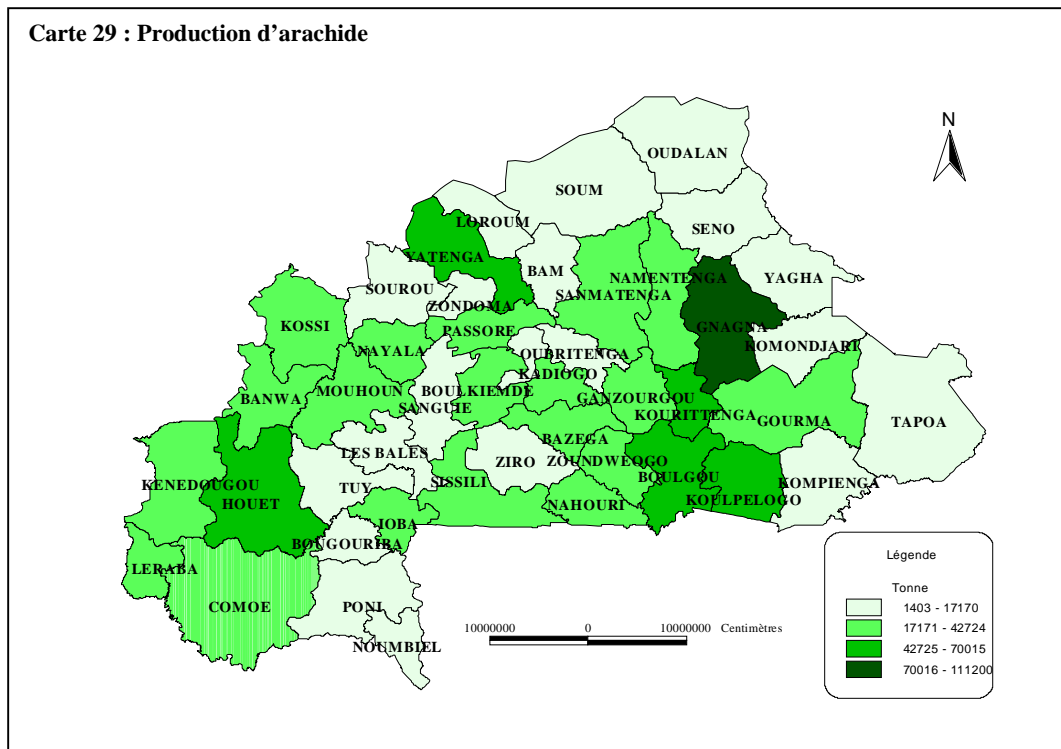 Carte 29 : Production d'arachide
N
OUDALAN
SOUM
LOROUM
SENO
YATENGA
BAM
NAMENTENGA
YAGHA
SOUROU
ZONDOMA
SANMATENGA
KOSSI
PASSORE
GNAGNA
NAYALA
OUBRITENGA
KOMONDJARI
KADIOGO
BANWA
MOUHOUN
BOULKIEMDE
GANZOURGOU
SANGUIE
KOURITTENGA
GOURMA
TAPOA
BAZEGA
LES BALES
ZIRO
ZOUNDWEOGO
KENEDOUGOU
TUY
SISSILI
BOULGOU
KOMPIENGA
HOUET
NAHOURI
KOULPELOGO
IOBA
BOUGOURIBA
LERABA
COMOE
PONI
NOUMBIEL
10000000 0 10000000 Centimètres
Légende
Tonne
1403 - 17170
17171 - 42724
42725 - 70015
70016 - 111200